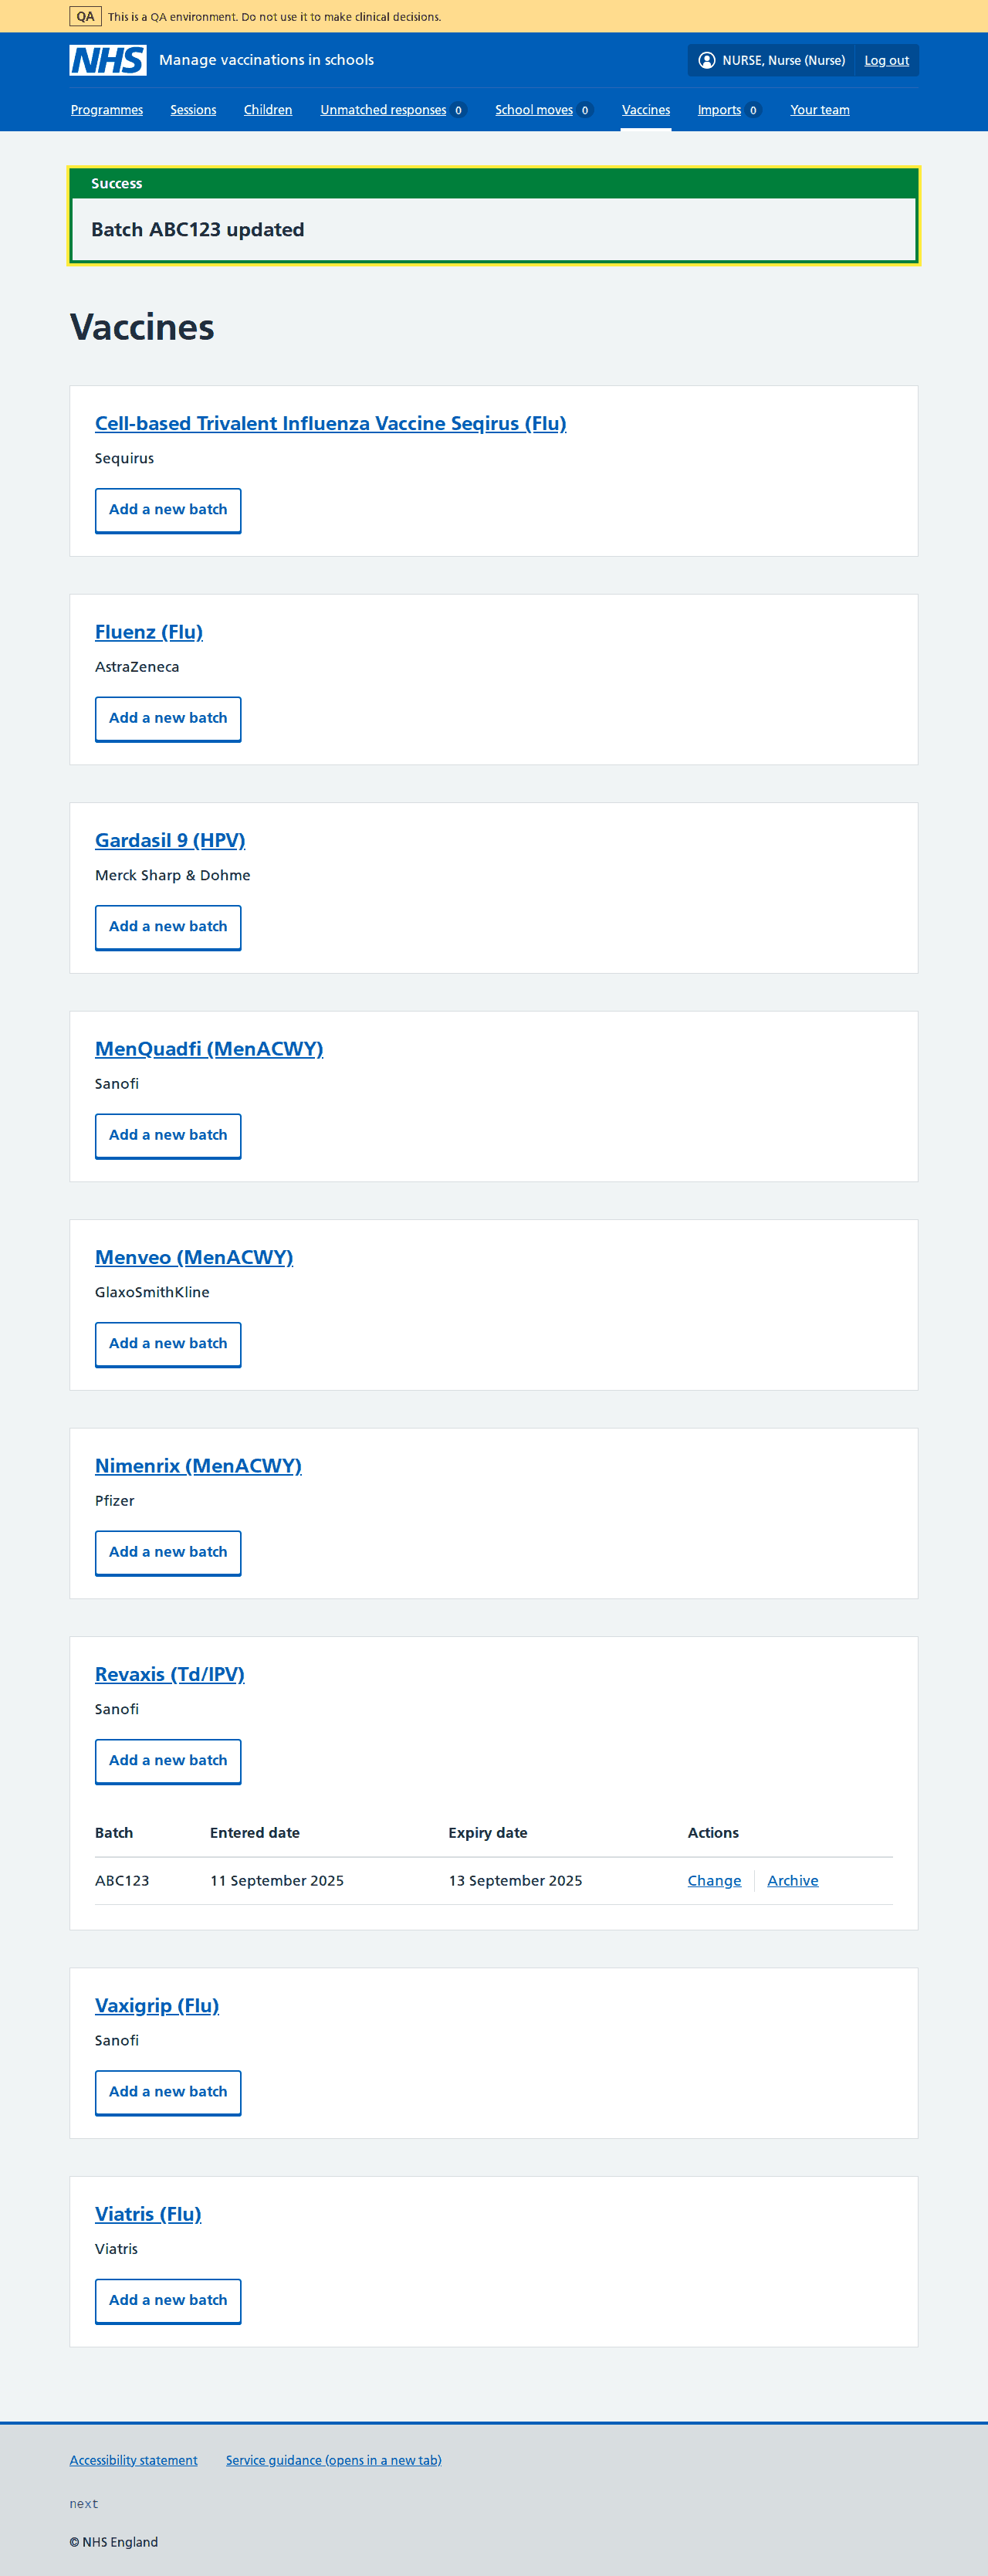 QA This is a QA environment. Do not use it to make clinical decisions.
NHS Manage vaccinations in schools NURSE, Nurse (Nurse) Log out
Programmes Sessions Children Unmatched responses 0 School moves 0 Vaccines Imports 0 Your team
Success
Batch ABC123 updated
Vaccines
Cell-based Trivalent Influenza Vaccine Seqirus (Flu)
Sequirus
Add a new batch
Fluenz (Flu)
AstraZeneca
Add a new batch
Gardasil 9 (HPV)
Merck Sharp & Dohme
Add a new batch
MenQuadfi (MenACWY)
Sanofi
Add a new batch
Menveo (MenACWY)
GlaxoSmithKline
Add a new batch
Nimenrix (MenACWY)
Pfizer
Add a new batch
Revaxis (Td/IPV)
Sanofi
Add a new batch
Batch Entered date Expiry date Actions
ABC123 11 September 2025 13 September 2025 Change Archive
Vaxigrip (Flu)
Sanofi
Add a new batch
Viatris (Flu)
Viatris
Add a new batch
Accessibility statement Service guidance (opens in a new tab)
next
© NHS England